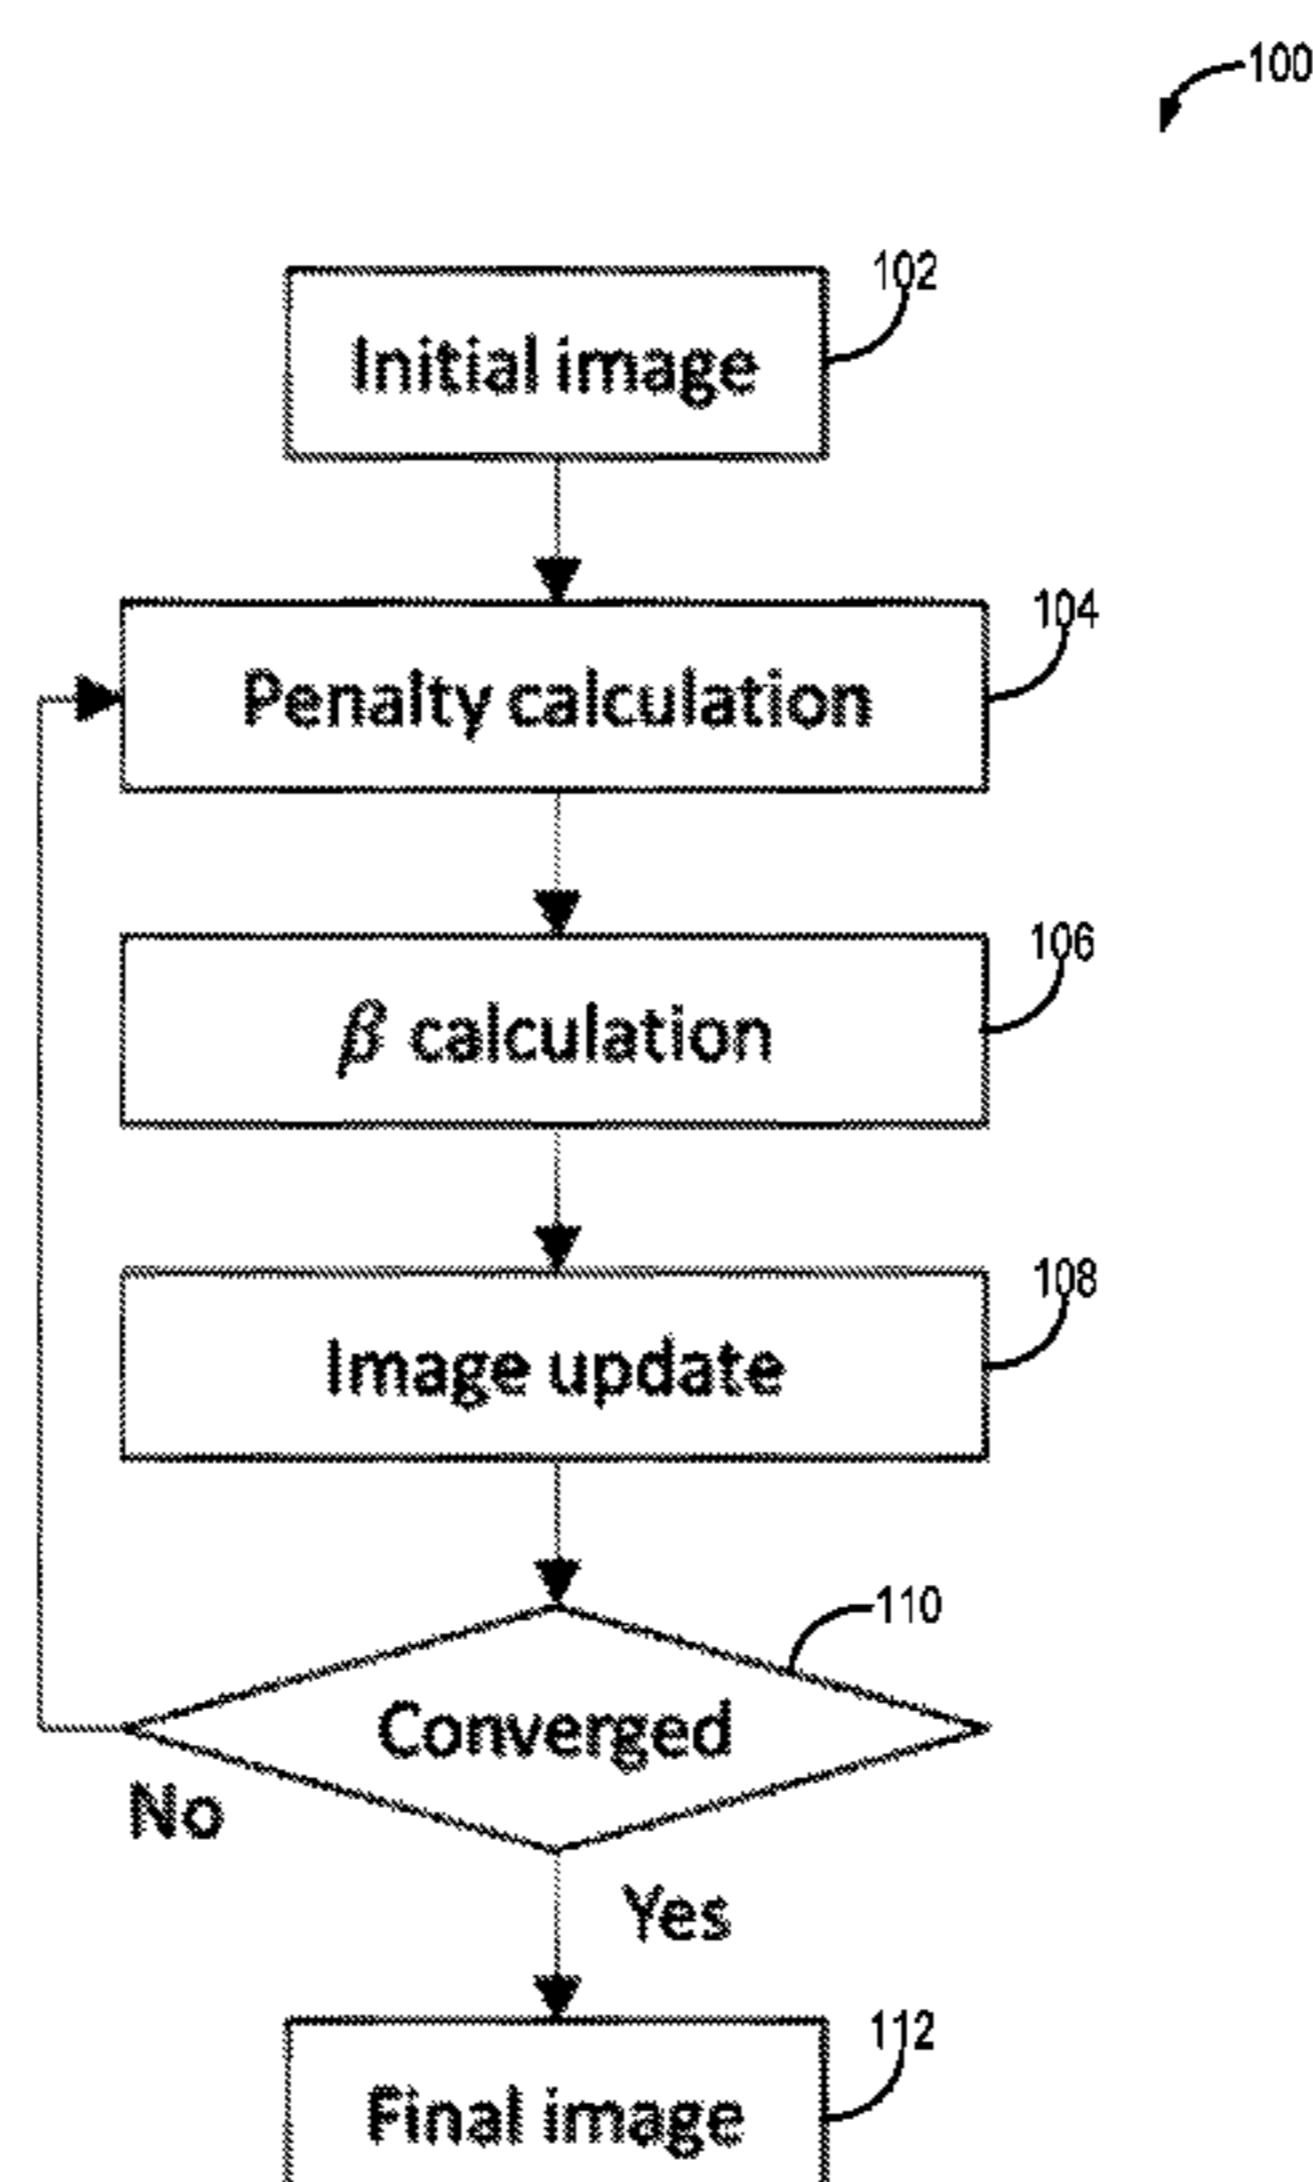 100
102
Initial image
104
Penalty calculation
106
β calculation
108
Image update
110
Converged
No
Yes
112
Final image